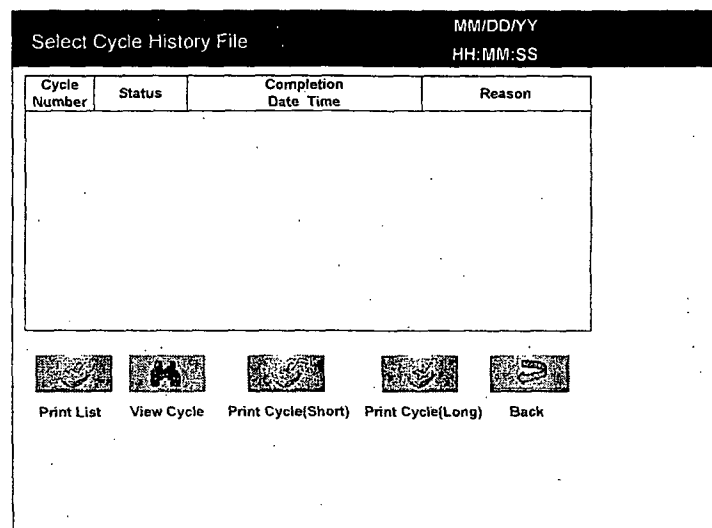 Select Cycle History File
MM/DD/YY
HH:MM:SS
Cycle Number
Status
Completion Date Time
Reason
Print List
View Cycle
Print Cycle(Short)
Print Cycle(Long)
Back